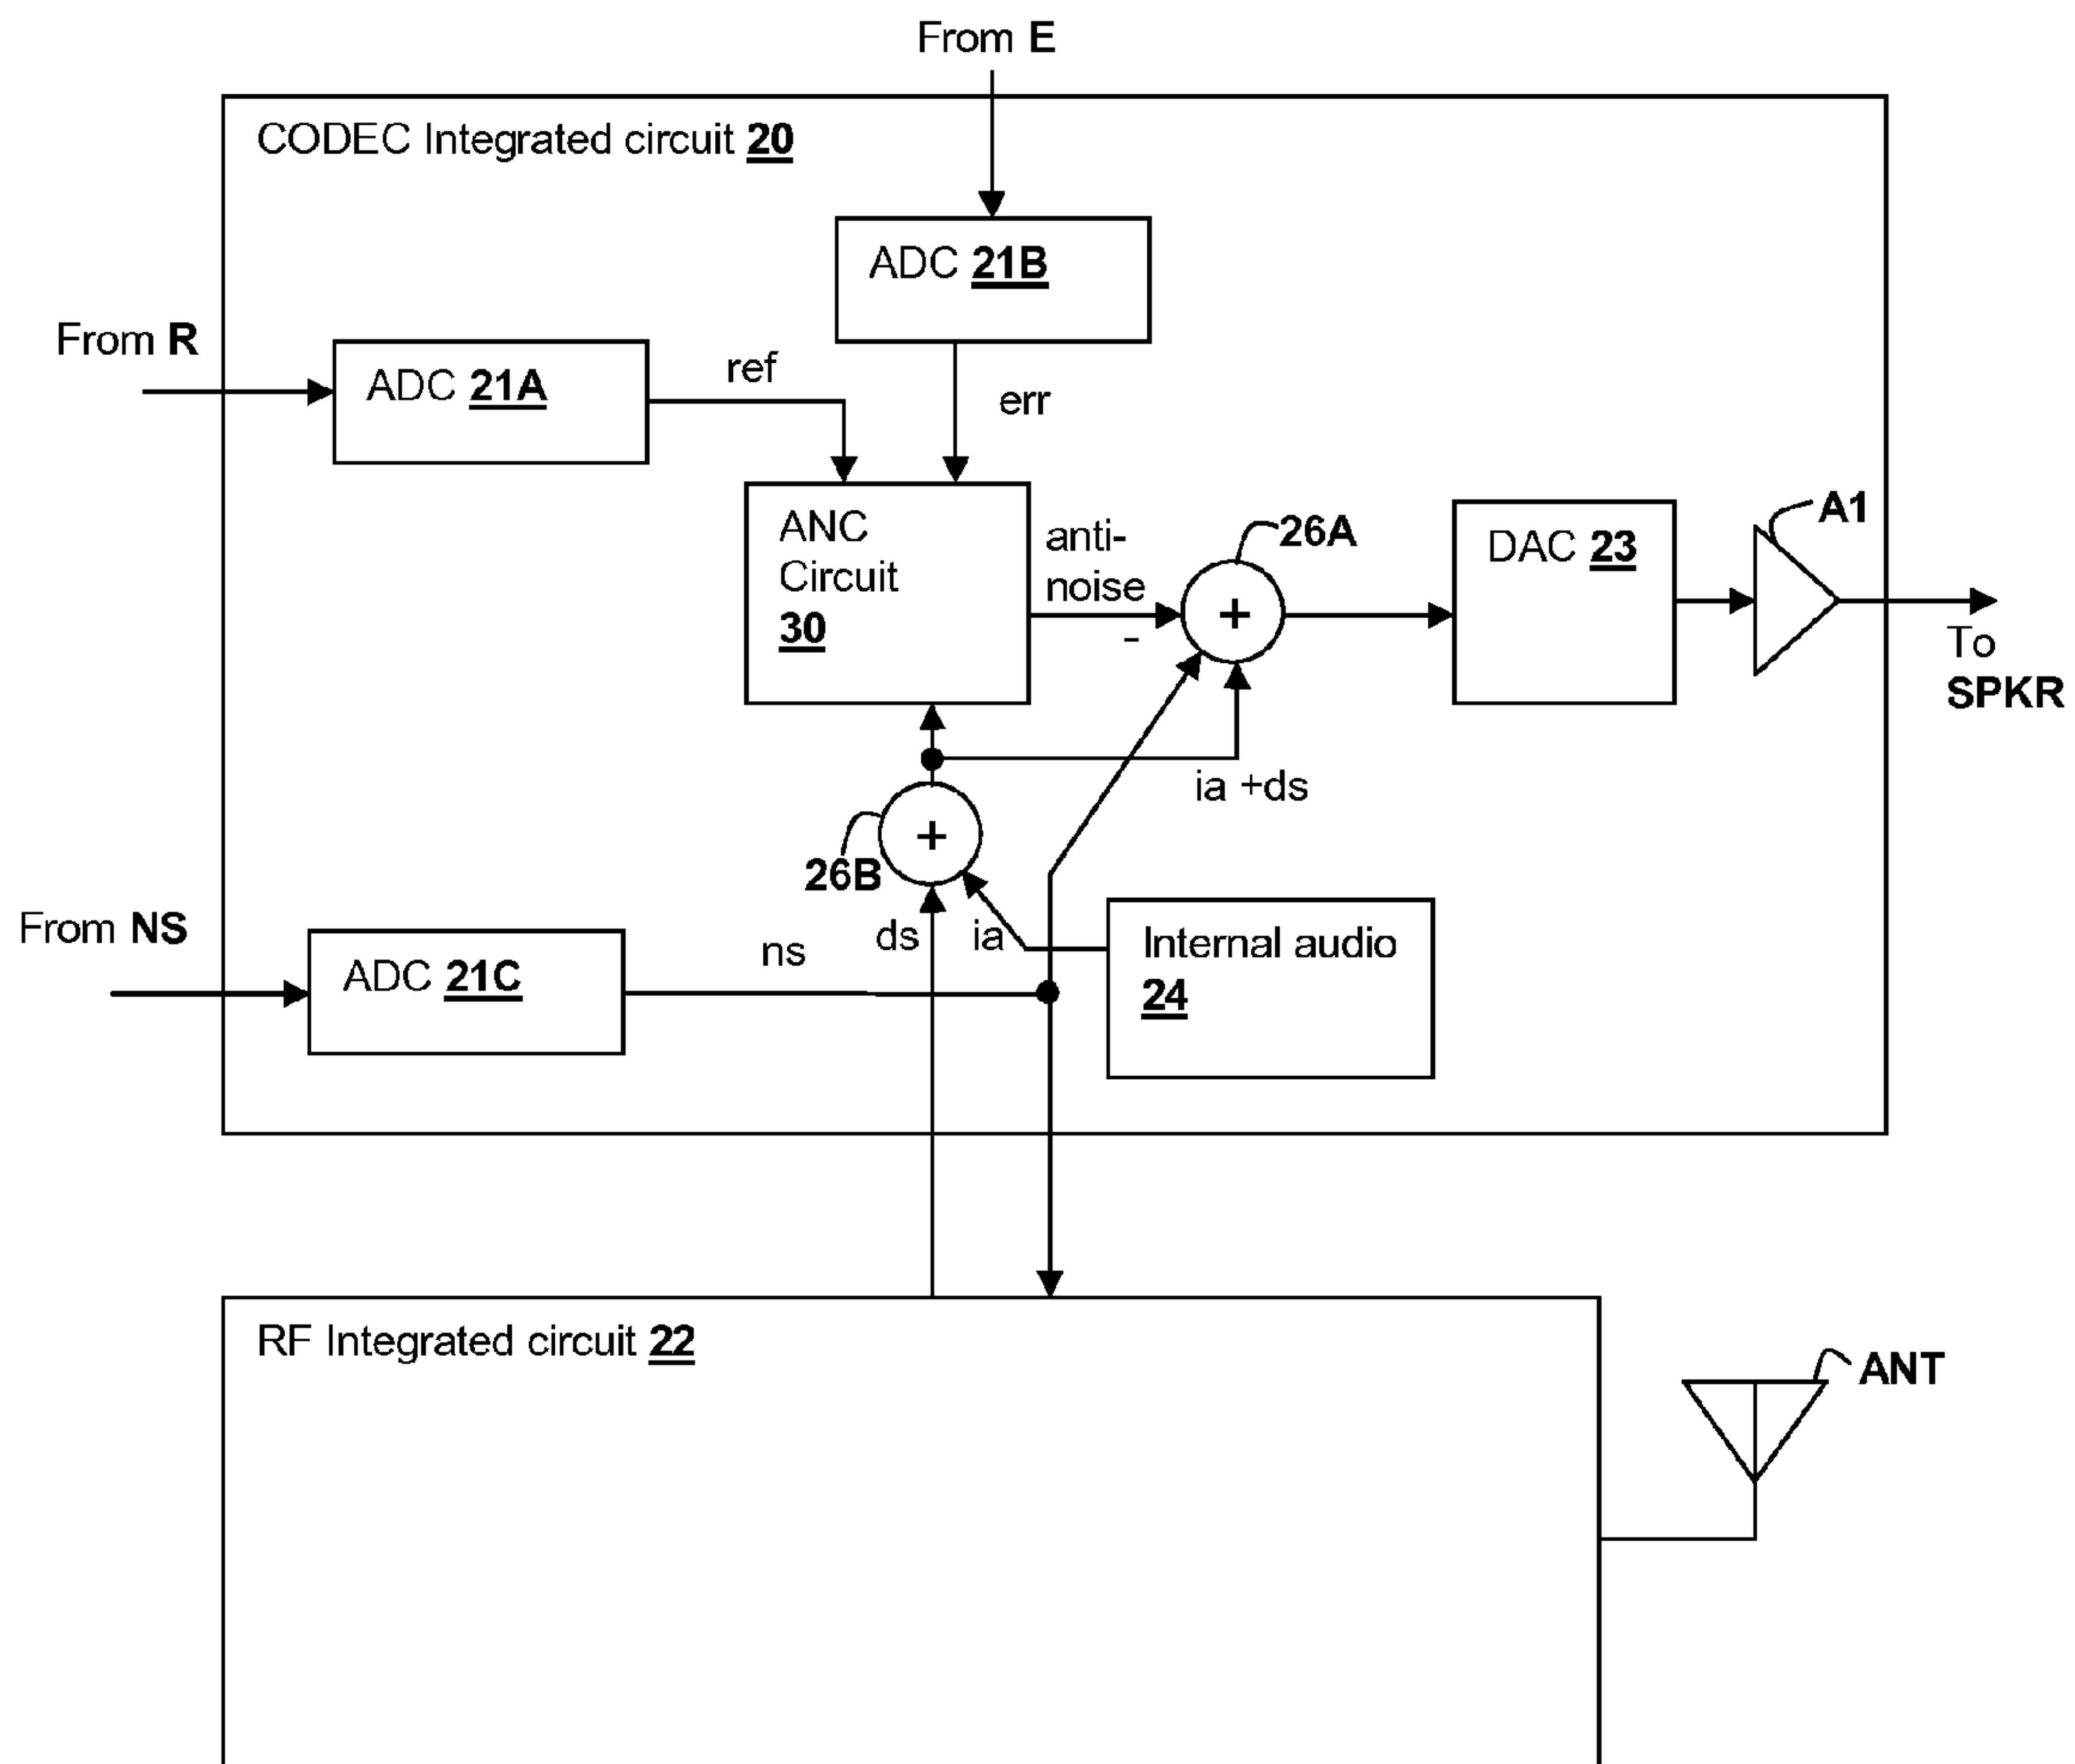 From E
CODEC Integrated circuit 20
ADC 21B
From R
ADC 21A
ref
err
ANC
Circuit
30
anti-
noise
-
+
26A
DAC 23
A1
To
SPKR
ia +ds
+
26B
From NS
ADC 21C
ns
ds
ia
Internal audio
24
RF Integrated circuit 22
ANT